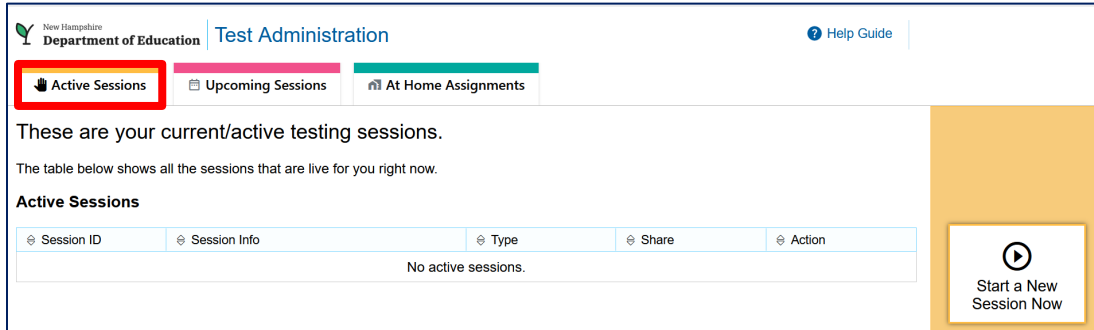 New Hampshire
Department of Education
Test Administration
Help Guide
Active Sessions
Upcoming Sessions
At Home Assignments
These are your current/active testing sessions.
The table below shows all the sessions that are live for you right now.
Active Sessions
Session ID
Session Info
Type
Share
Action
No active sessions.
Start a New
Session Now